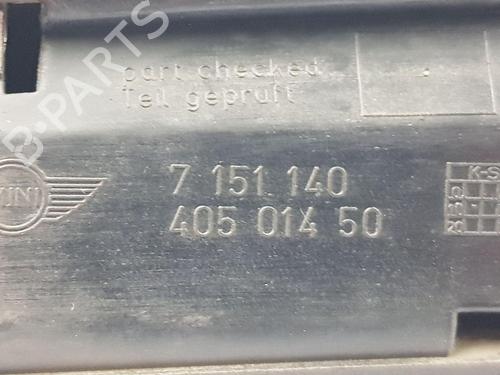 B-PARTS
part checked
Teil geprüft
MINI
7 151 140
405 014 50
K-S